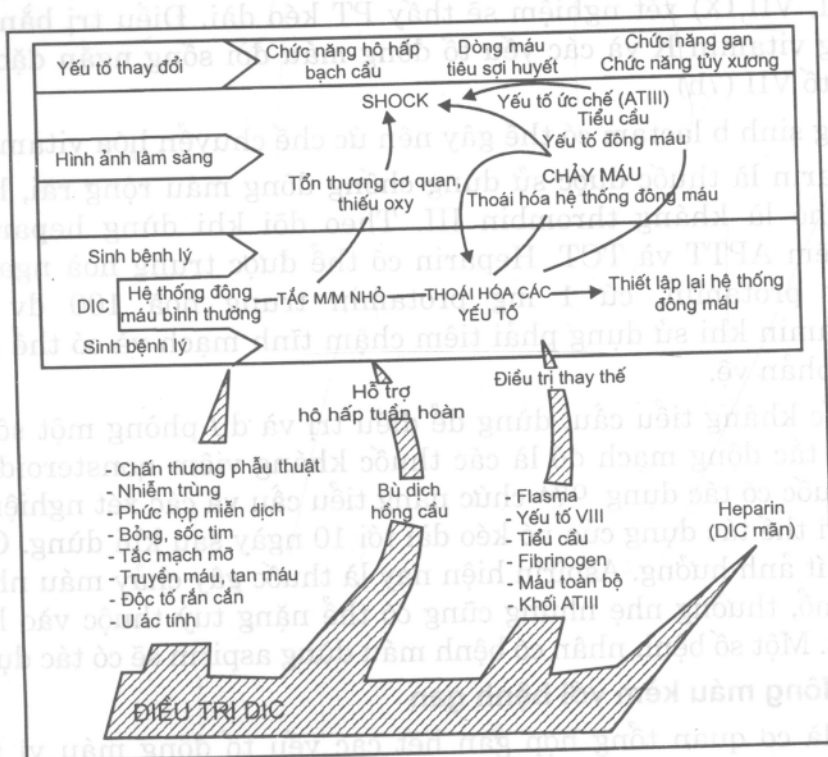 Yếu tố thay đổi
Chức năng hô hấp
bạch cầu
Dòng máu
tiêu sợi huyết
Chức năng gan
Chức năng tủy xương
SHOCK
Yếu tố ức chế (ATIII)
Tiểu cầu
Yếu tố đông máu
Hình ảnh lâm sàng
Tổn thương cơ quan,
thiếu oxy
CHẢY MÁU
Thoái hóa hệ thống đông máu
Sinh bệnh lý
DIC
Hệ thống đông
máu bình thường
TẮC M/M NHỎ
THOÁI HÓA CÁC
YẾU TỐ
Thiết lập lại hệ thống
đông máu
Sinh bệnh lý
Hỗ trợ
hô hấp tuần hoàn
Điều trị thay thế
- Chấn thương phẫu thuật
- Nhiễm trùng
- Phức hợp miễn dịch
- Bỏng, sốc tim
- Tắc mạch mỡ
- Truyền máu, tan máu
- Độc tố rắn cắn
- U ác tính
Bù dịch
hồng cầu
- Plasma
- Yếu tố VIII
- Tiểu cầu
- Fibrinogen
- Máu toàn bộ
- Khối ATIII
Heparin
(DIC mãn)
ĐIỀU TRỊ DIC